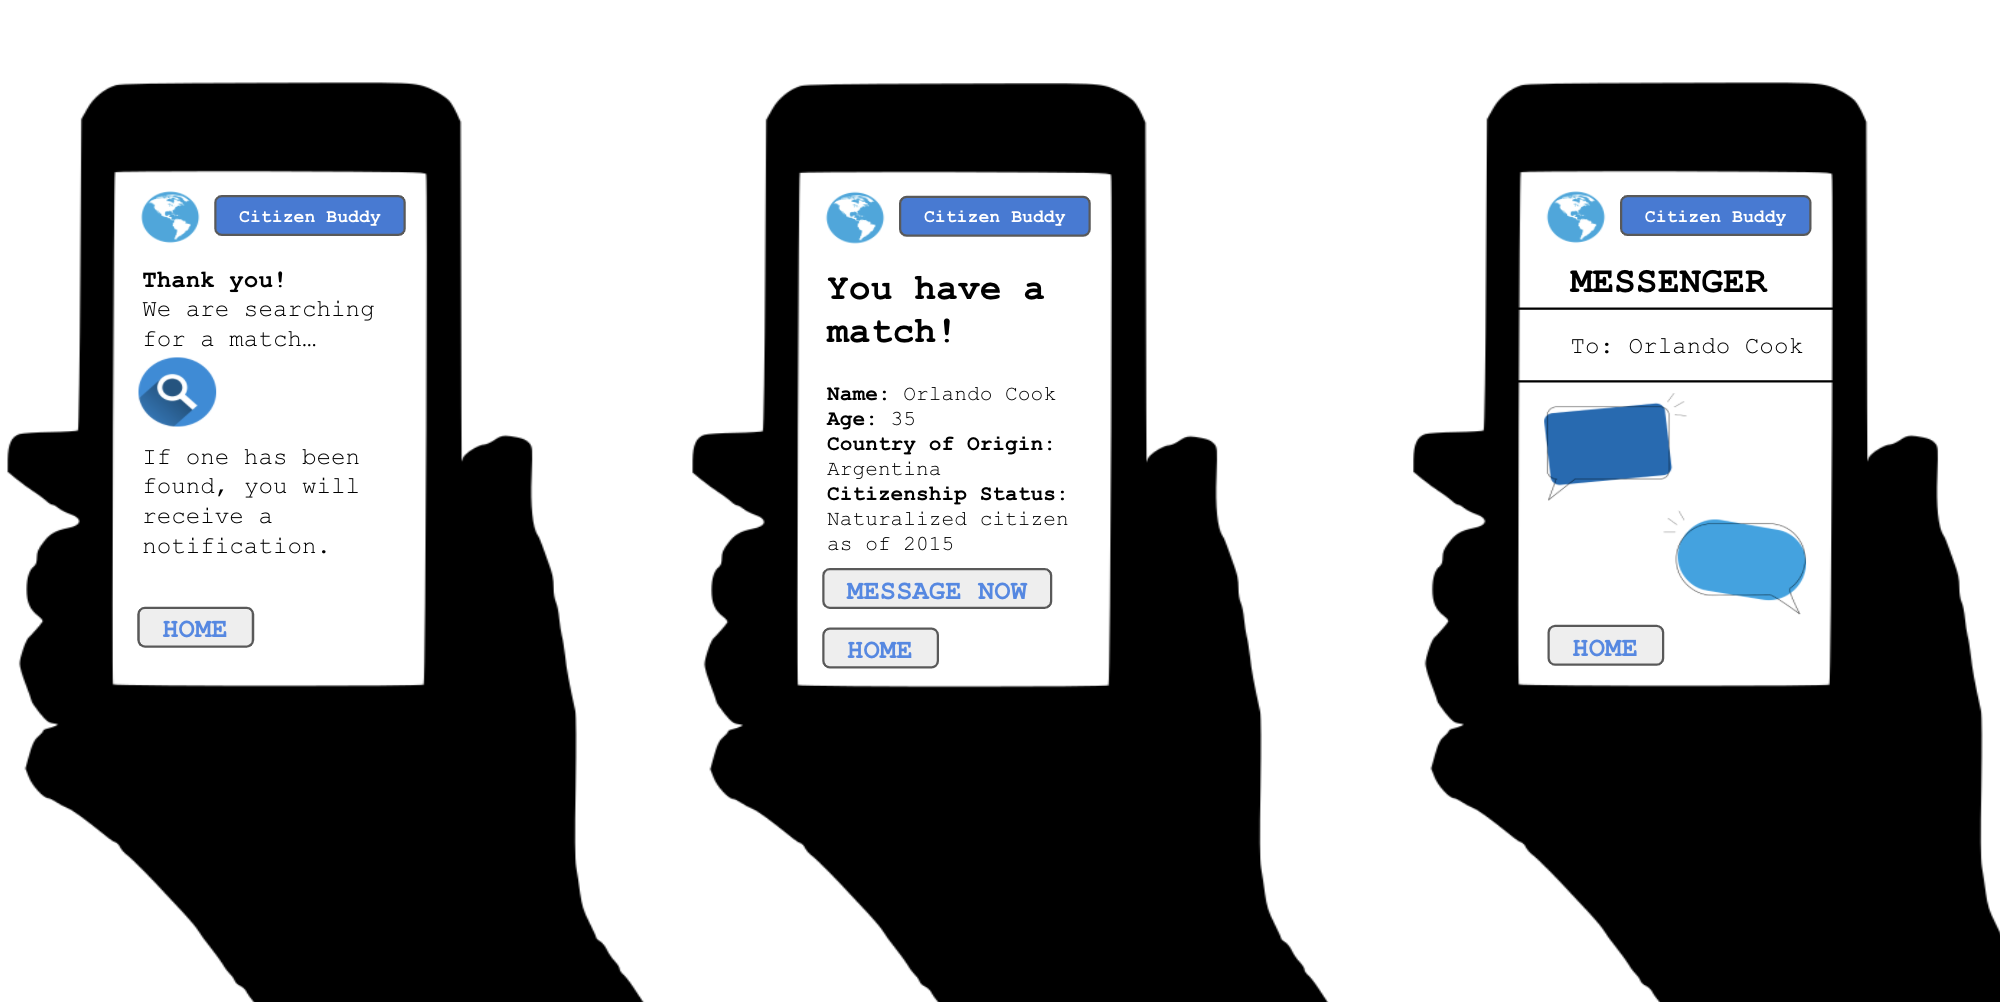 Citizen Buddy
Thank you!
We are searching
for a match…
If one has been
found, you will
receive a
notification.
HOME
Citizen Buddy
You have a
match!
Name: Orlando Cook
Age: 35
Country of Origin:
Argentina
Citizenship Status:
Naturalized citizen
as of 2015
MESSAGE NOW
HOME
Citizen Buddy
MESSENGER
To: Orlando Cook
HOME